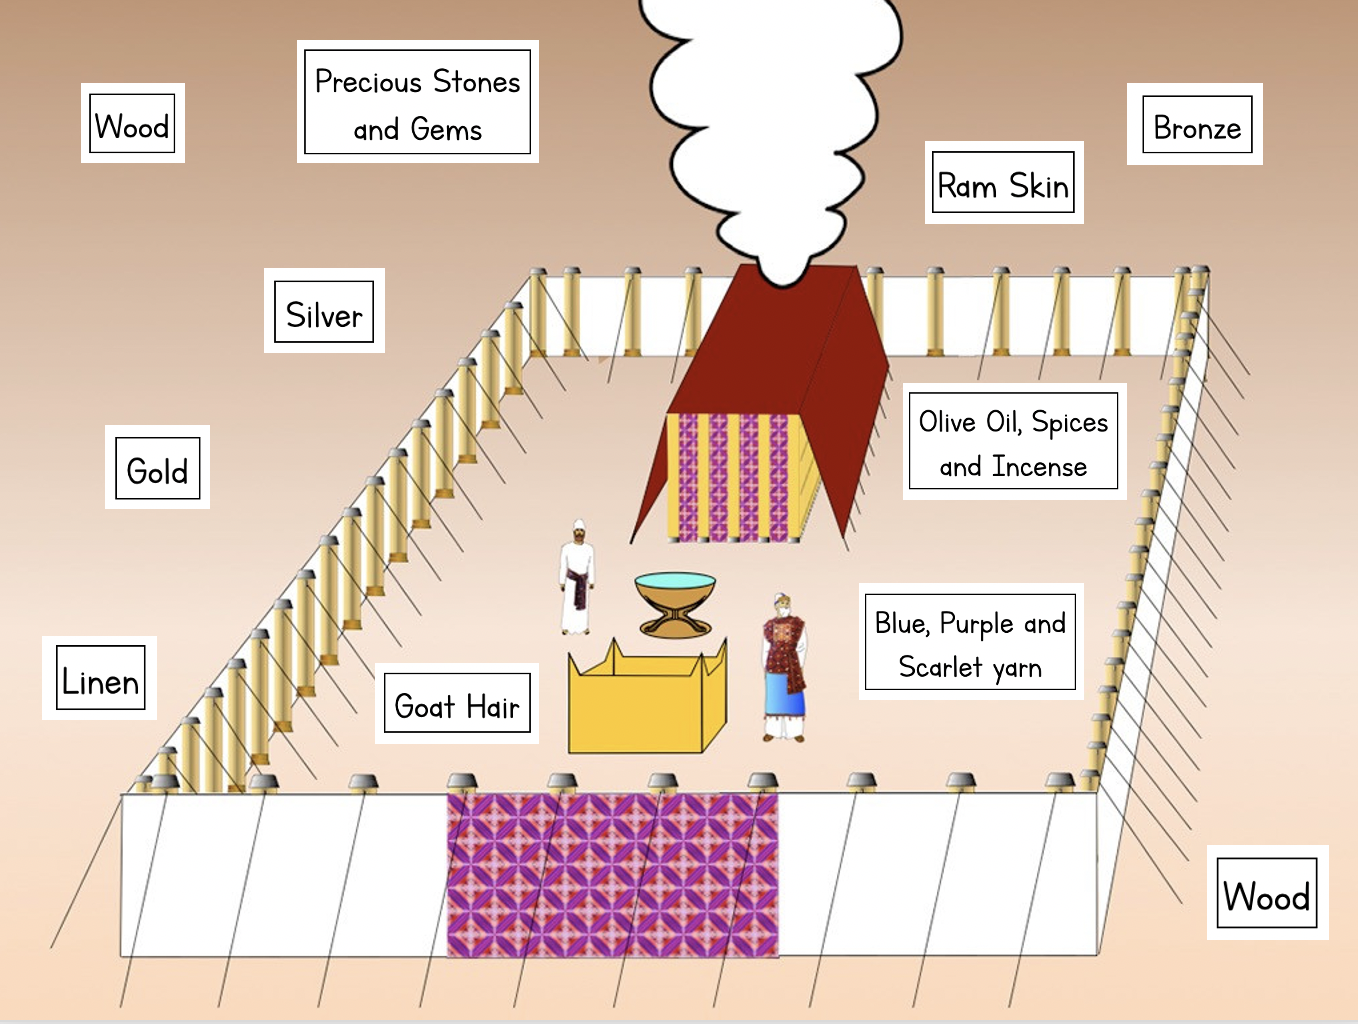 Wood
Precious Stones
and Gems
Bronze
Ram Skin
Silver
Olive Oil, Spices
and Incense
Gold
Blue, Purple and
Scarlet yarn
Linen
Goat Hair
Wood